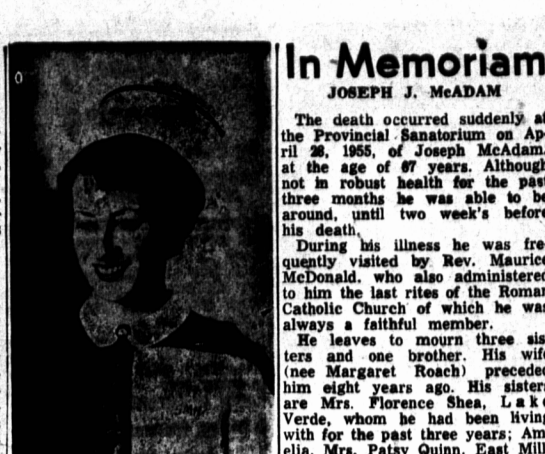 In Memoriam
JOSEPH J. McADAM
The death occurred suddenly at
the Provincial Sanatorium on Ap-
ril 28, 1955, of Joseph McAdam,
at the age of 67 years. Although
not in robust health for the past
three months he was able to be
around, until two week's before
his death.
During his illness he was fre-
quently visited by Rev. Maurice
McDonald. who also administered
to him the last rites of the Roman
Catholic Church of which he was
always a faithful member.
He leaves to mourn three sis-
ters and one brother. His wife
(nee Margaret Roach) preceded
him eight years ago. His sisters
are Mrs. Florence Shea, Lake
Verde, whom he had been living
with for the past three years; Am-
elia, Mrs. Patsy Quinn, East Mill